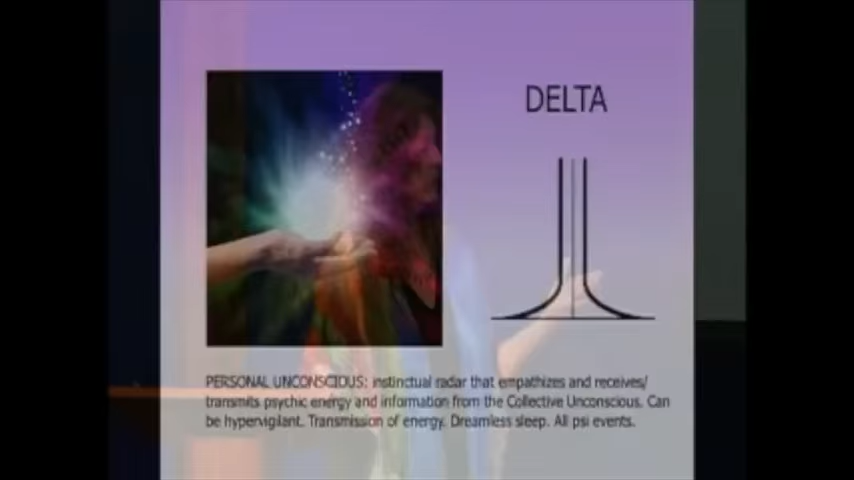 DELTA
PERSONAL UNCONSCIOUS: instinctual radar that empathizes and receives/
transmits psychic energy and information from the Collective Unconscious. Can
be hypervigilant. Transmission of energy. Dreamless sleep. All psi events.